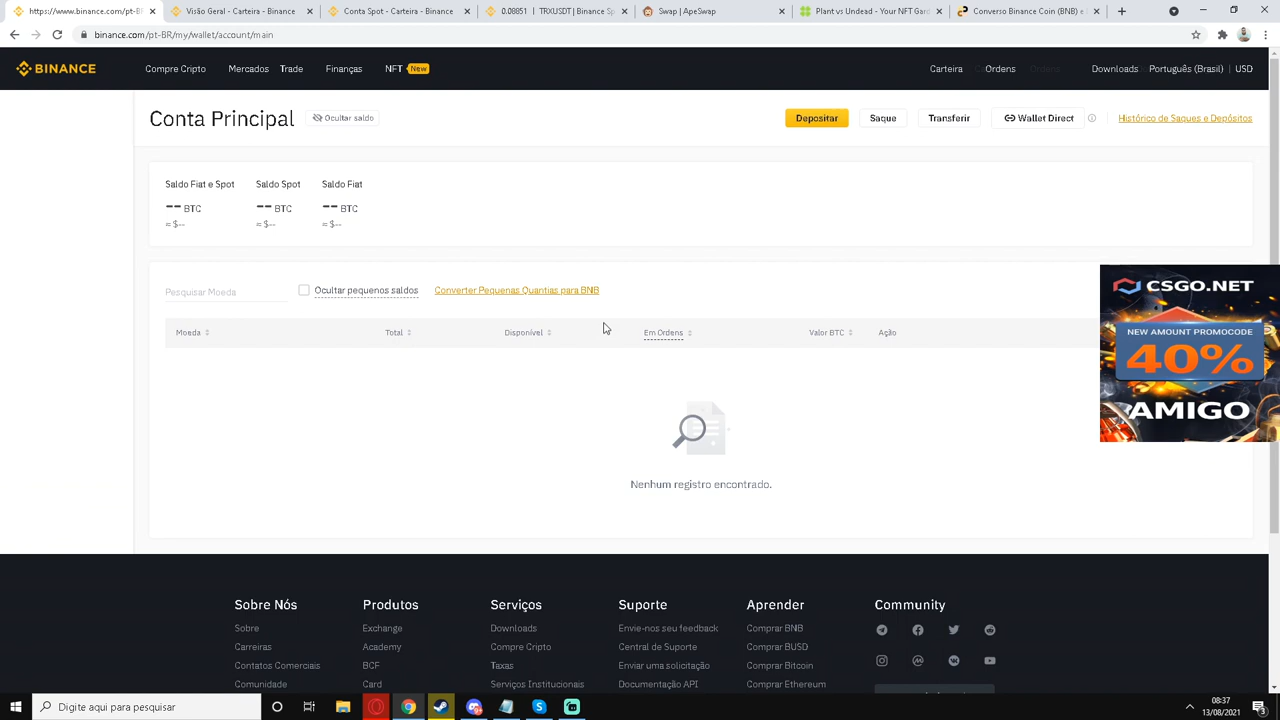 https://www.binance.com/pt-BR
Visão Geral - Carteira - Binance
Conta Spot - Carteira - Binance
0.08851 | TRXUSDT | Binance Sp
Swap | ApeSwap
Plant vs Undead - Your NFT Gard
Converso Binance Coin (BNB) e
binance.com/pt-BR/my/wallet/account/main
BINANCE
Compre Cripto
Mercados
Trade
Finanças
NFT New
Carteira
Ordens
Downloads
Português (Brasil) | USD
Conta Principal
Ocultar saldo
Depositar
Saque
Transferir
Wallet Direct
Histórico de Saques e Depósitos
Saldo Fiat e Spot
Saldo Spot
Saldo Fiat
-- BTC
-- BTC
-- BTC
≈ $--
≈ $--
≈ $--
Pesquisar Moeda
Ocultar pequenos saldos
Converter Pequenas Quantias para BNB
Moeda
Total
Disponível
Em Ordens
Valor BTC
Ação
Nenhum registro encontrado.
CSGO.NET
NEW AMOUNT PROMOCODE
40%
AMIGO
Sobre Nós
Produtos
Serviços
Suporte
Aprender
Community
Sobre
Exchange
Downloads
Envie-nos seu feedback
Comprar BNB
Carreiras
Academy
Compre Cripto
Central de Suporte
Comprar BUSD
Contatos Comerciais
BCF
Taxas
Enviar uma solicitação
Comprar Bitcoin
Comunidade
Card
Serviços Institucionais
Documentação API
Comprar Ethereum
Digite aqui para pesquisar
08:37
13/08/2021
3